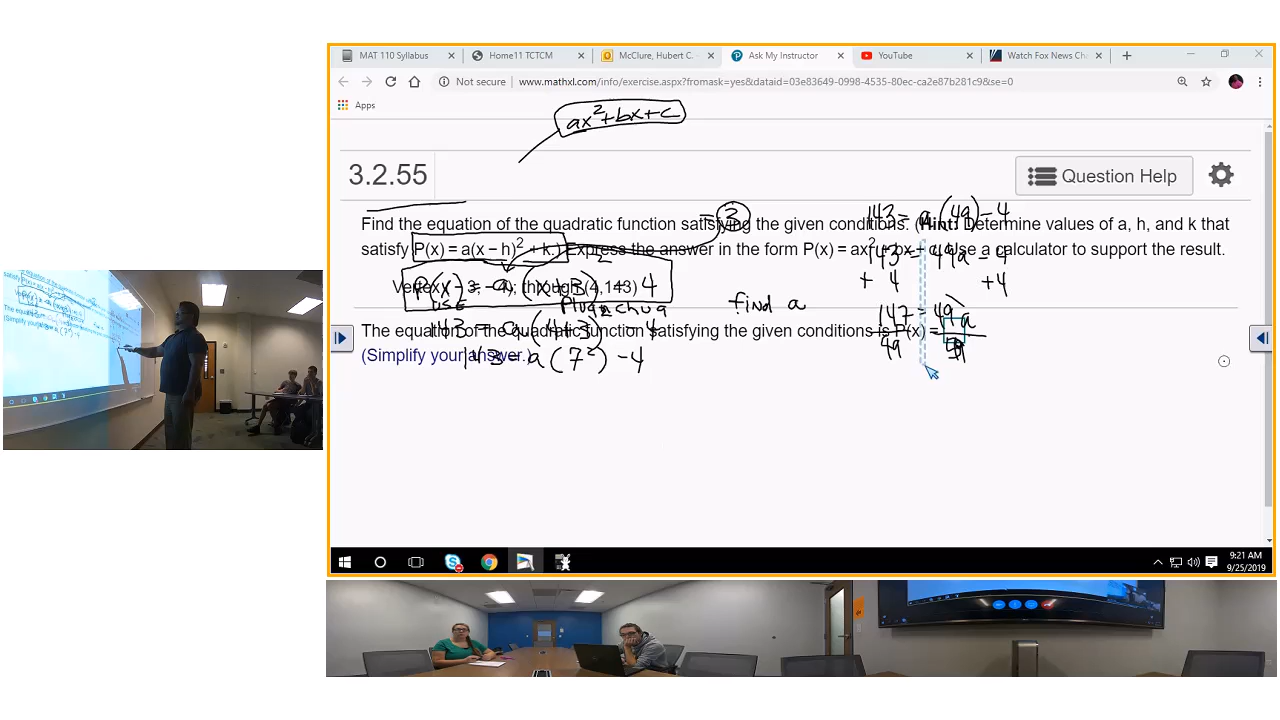 MAT 110 Syllabus
Home11 TCTCM
McClure, Hubert C. -
Ask My Instructor
YouTube
Watch Fox News Ch
Not secure | www.mathxl.com/info/exercise.aspx?fromask=yes&dataid=03e83649-0998-4535-80ec-ca2e87b281c9&se=0
Apps
ax²+bx+c
3.2.55
Question Help
= 3
143 = a(49) - 4
Find the equation of the quadratic function satisfying the given conditions. (Hint: Determine values of a, h, and k that
satisfy P(x) = a(x − h)² + k.) Express the answer in the form P(x) = ax² + bx + c. Use a calculator to support the result.
143 = 49a - 4
+ 4 +4
Vertex (− 3, − 4); through (4,143)
P(x) = a(x+3)² - 4
use
find a
143 = a(4+3)² - 4
147 = 49a
The equation of the quadratic function satisfying the given conditions is P(x) =
49
(Simplify your answer.)
143 = a(7²) - 4
9:21 AM
9/25/2019